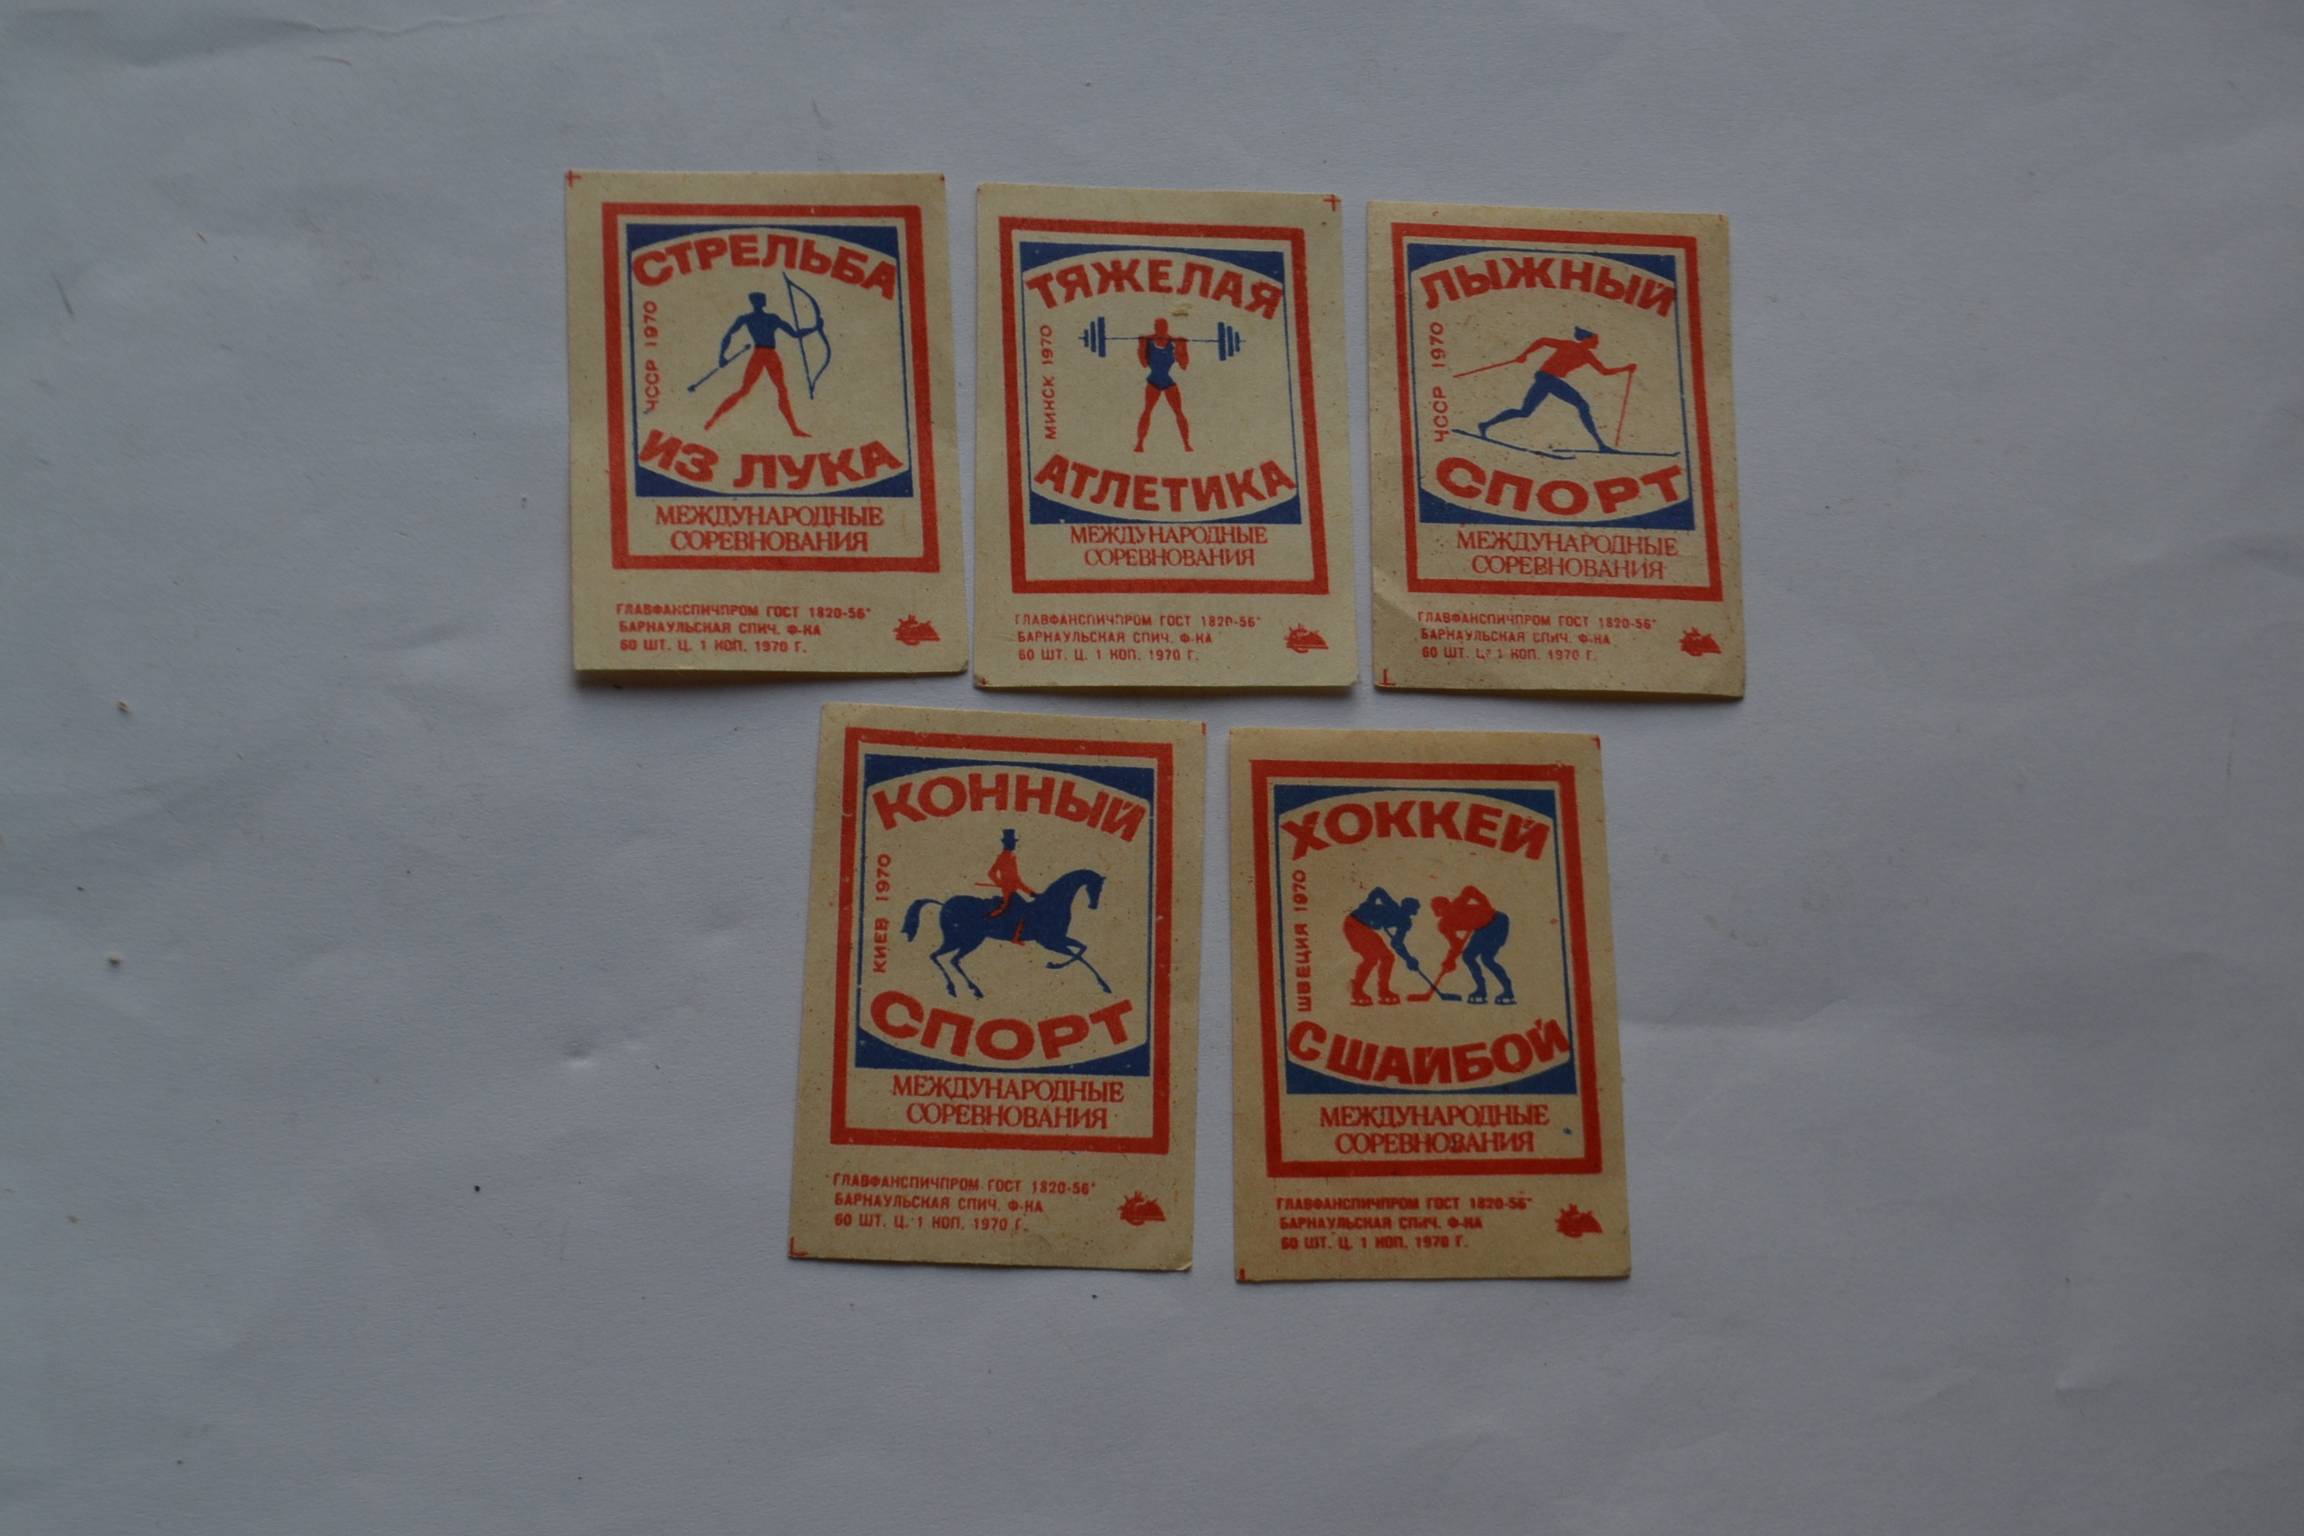 СТРЕЛЬБА
ЧССР 1970
ИЗ ЛУКА
МЕЖДУНАРОДНЫЕ
СОРЕВНОВАНИЯ
ГЛАВФАНСПИЧПРОМ ГОСТ 1820-56*
БАРНАУЛЬСКАЯ СПИЧ. Ф-КА
60 ШТ. Ц. 1 КОП. 1970 Г.
ТЯЖЕЛАЯ
МИНСК 1970
АТЛЕТИКА
МЕЖДУНАРОДНЫЕ
СОРЕВНОВАНИЯ
ГЛАВФАНСПИЧПРОМ ГОСТ 1820-56*
БАРНАУЛЬСКАЯ СПИЧ. Ф-КА
60 ШТ. Ц. 1 КОП. 1970 Г.
ЛЫЖНЫЙ
ЧССР 1970
СПОРТ
МЕЖДУНАРОДНЫЕ
СОРЕВНОВАНИЯ
ГЛАВФАНСПИЧПРОМ ГОСТ 1820-56*
БАРНАУЛЬСКАЯ СПИЧ. Ф-КА
60 ШТ. Ц. 1 КОП. 1970 Г.
КОННЫЙ
КИЕВ 1970
СПОРТ
МЕЖДУНАРОДНЫЕ
СОРЕВНОВАНИЯ
ГЛАВФАНСПИЧПРОМ ГОСТ 1820-56*
БАРНАУЛЬСКАЯ СПИЧ. Ф-КА
60 ШТ. Ц. 1 КОП. 1970 Г.
ХОККЕЙ
ШВЕЦИЯ 1970
С ШАЙБОЙ
МЕЖДУНАРОДНЫЕ
СОРЕВНОВАНИЯ
ГЛАВФАНСПИЧПРОМ ГОСТ 1820-56*
БАРНАУЛЬСКАЯ СПИЧ. Ф-КА
60 ШТ. Ц. 1 КОП. 1970 Г.